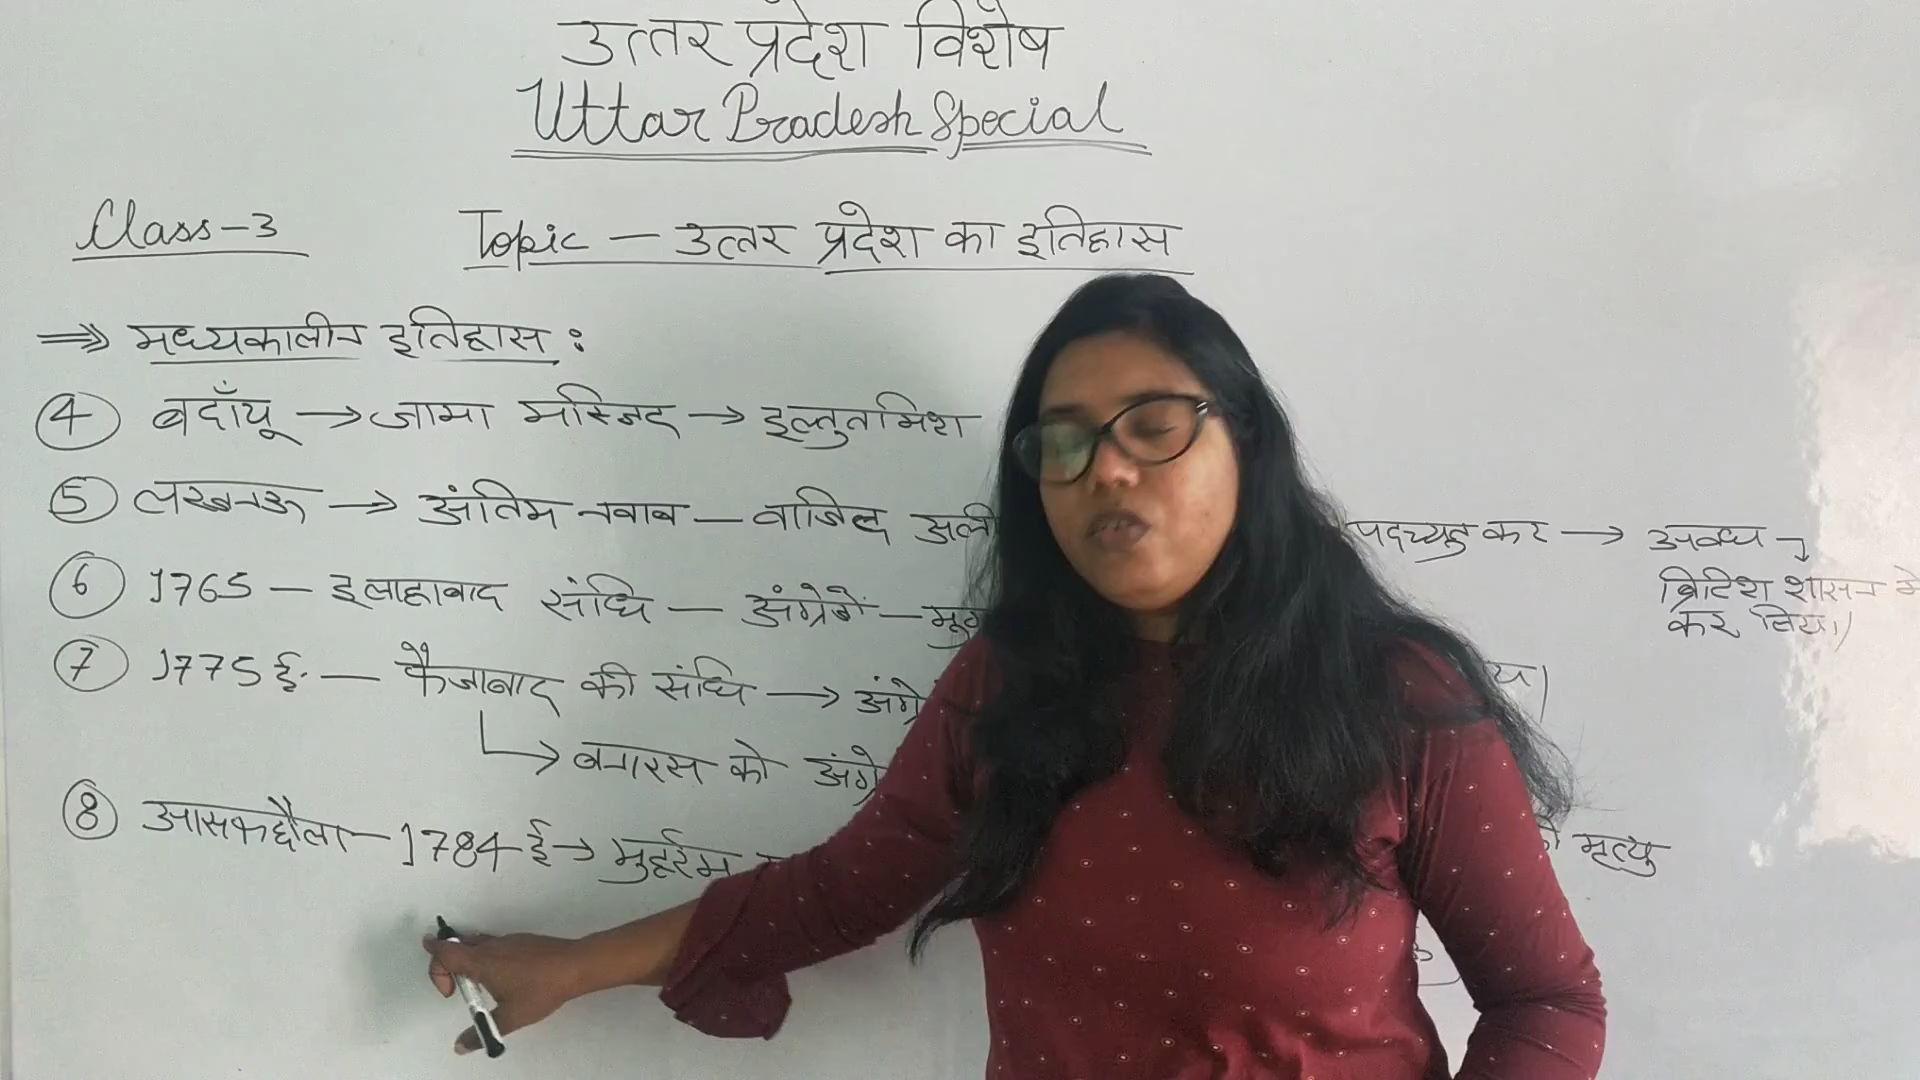 उत्तर प्रदेश विशेष
Uttar Pradesh Special
Class-3 Topic - उत्तर प्रदेश का इतिहास
⇒ मध्यकालीन इतिहास :
④ बदाँयू → जामा मस्जिद → इल्तुतमिश
⑤ लखनऊ → अंतिम नवाब - वाजिद अली पदच्युत कर → अवध
ब्रिटिश शासन में
कर लिया।
⑥ 1765 - इलाहाबाद संधि - अंग्रेजों -
⑦ 1775 ई. - फैजाबाद की संधि →
↳ बनारस को
⑧ आसफद्दौला - 1784 ई → मुहर्रम की मृत्यु